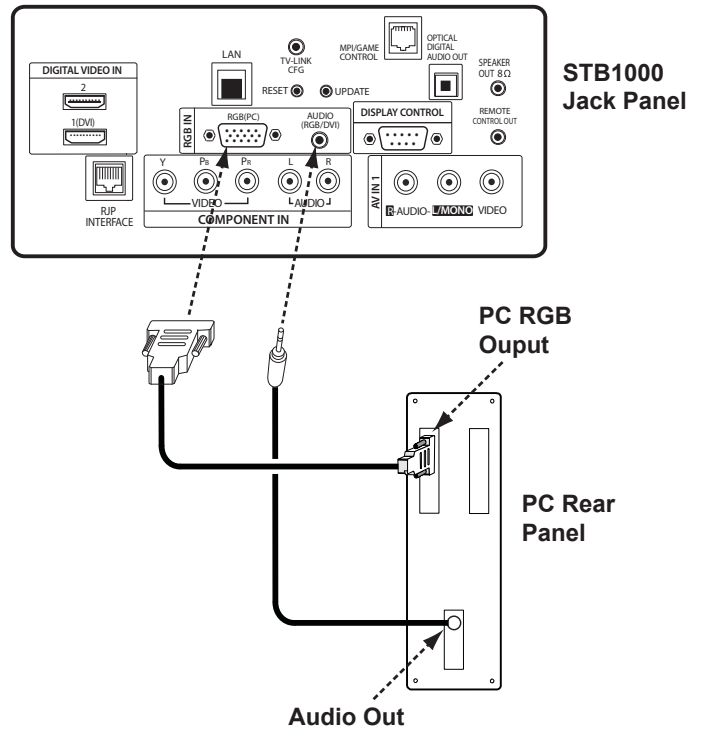 LAN
TV-LINK
CFG
MPI/GAME
CONTROL
OPTICAL
DIGITAL
AUDIO OUT
SPEAKER
OUT 8 Ω
STB1000
Jack Panel
DIGITAL VIDEO IN
2
1(DVI)
RESET
UPDATE
RGB IN
RGB(PC)
AUDIO
(RGB/DVI)
DISPLAY CONTROL
REMOTE
CONTROL OUT
RJP
INTERFACE
Y PB PR L R
VIDEO AUDIO
COMPONENT IN
AV IN 1
R-AUDIO-L/MONO VIDEO
PC RGB
Ouput
PC Rear
Panel
Audio Out